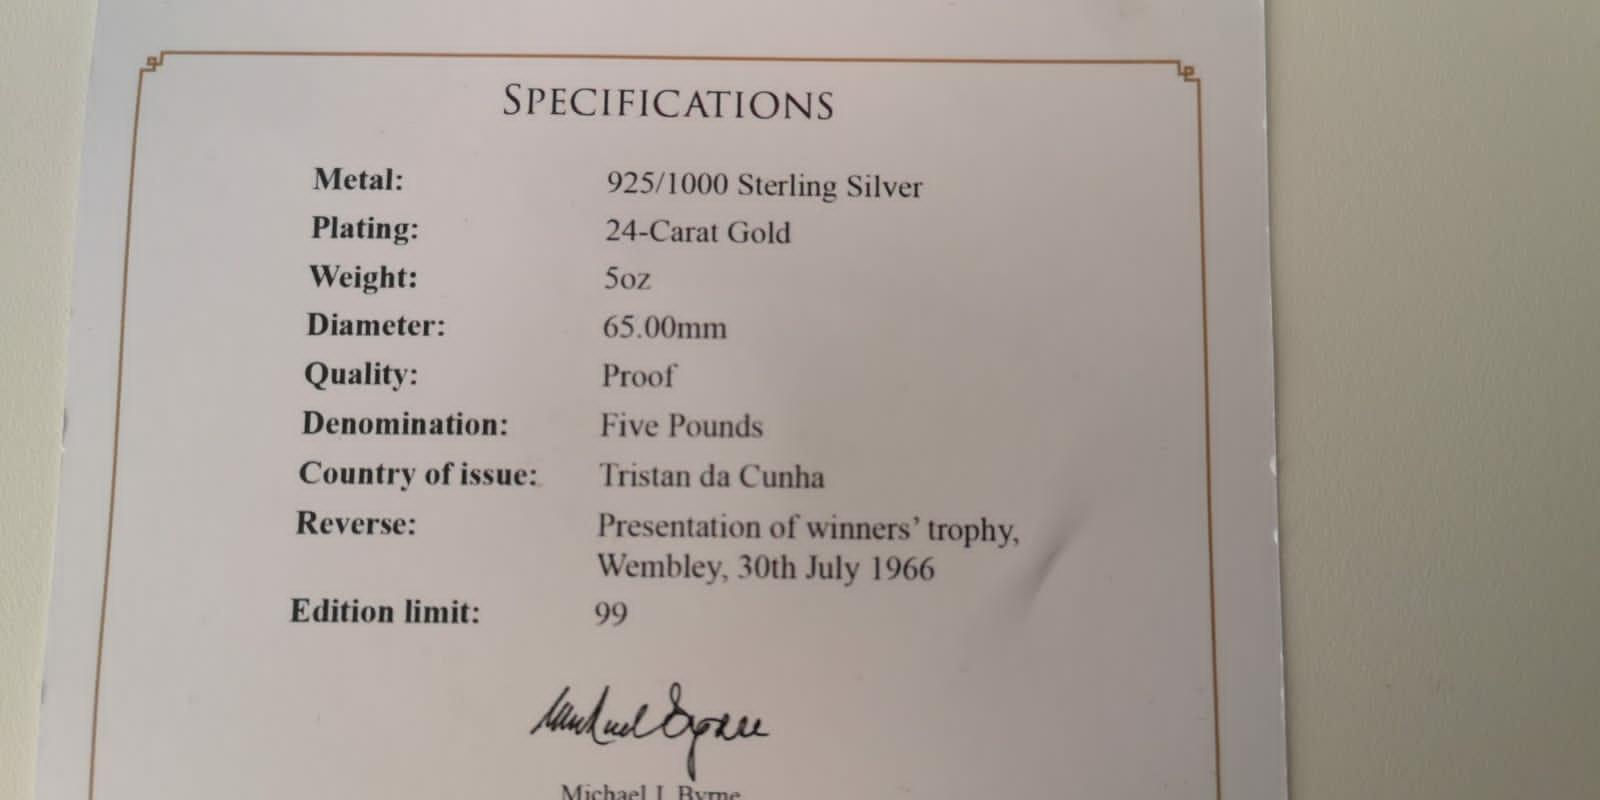 SPECIFICATIONS
Metal: 925/1000 Sterling Silver
Plating: 24-Carat Gold
Weight: 5oz
Diameter: 65.00mm
Quality: Proof
Denomination: Five Pounds
Country of issue: Tristan da Cunha
Reverse: Presentation of winners’ trophy,
Wembley, 30th July 1966
Edition limit: 99
Michael Byrne
Michael J. Byrne